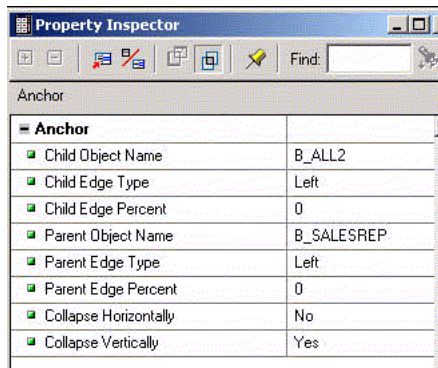 Property Inspector
Find:
Anchor
Anchor
Child Object Name B_ALL2
Child Edge Type Left
Child Edge Percent 0
Parent Object Name B_SALESREP
Parent Edge Type Left
Parent Edge Percent 0
Collapse Horizontally No
Collapse Vertically Yes